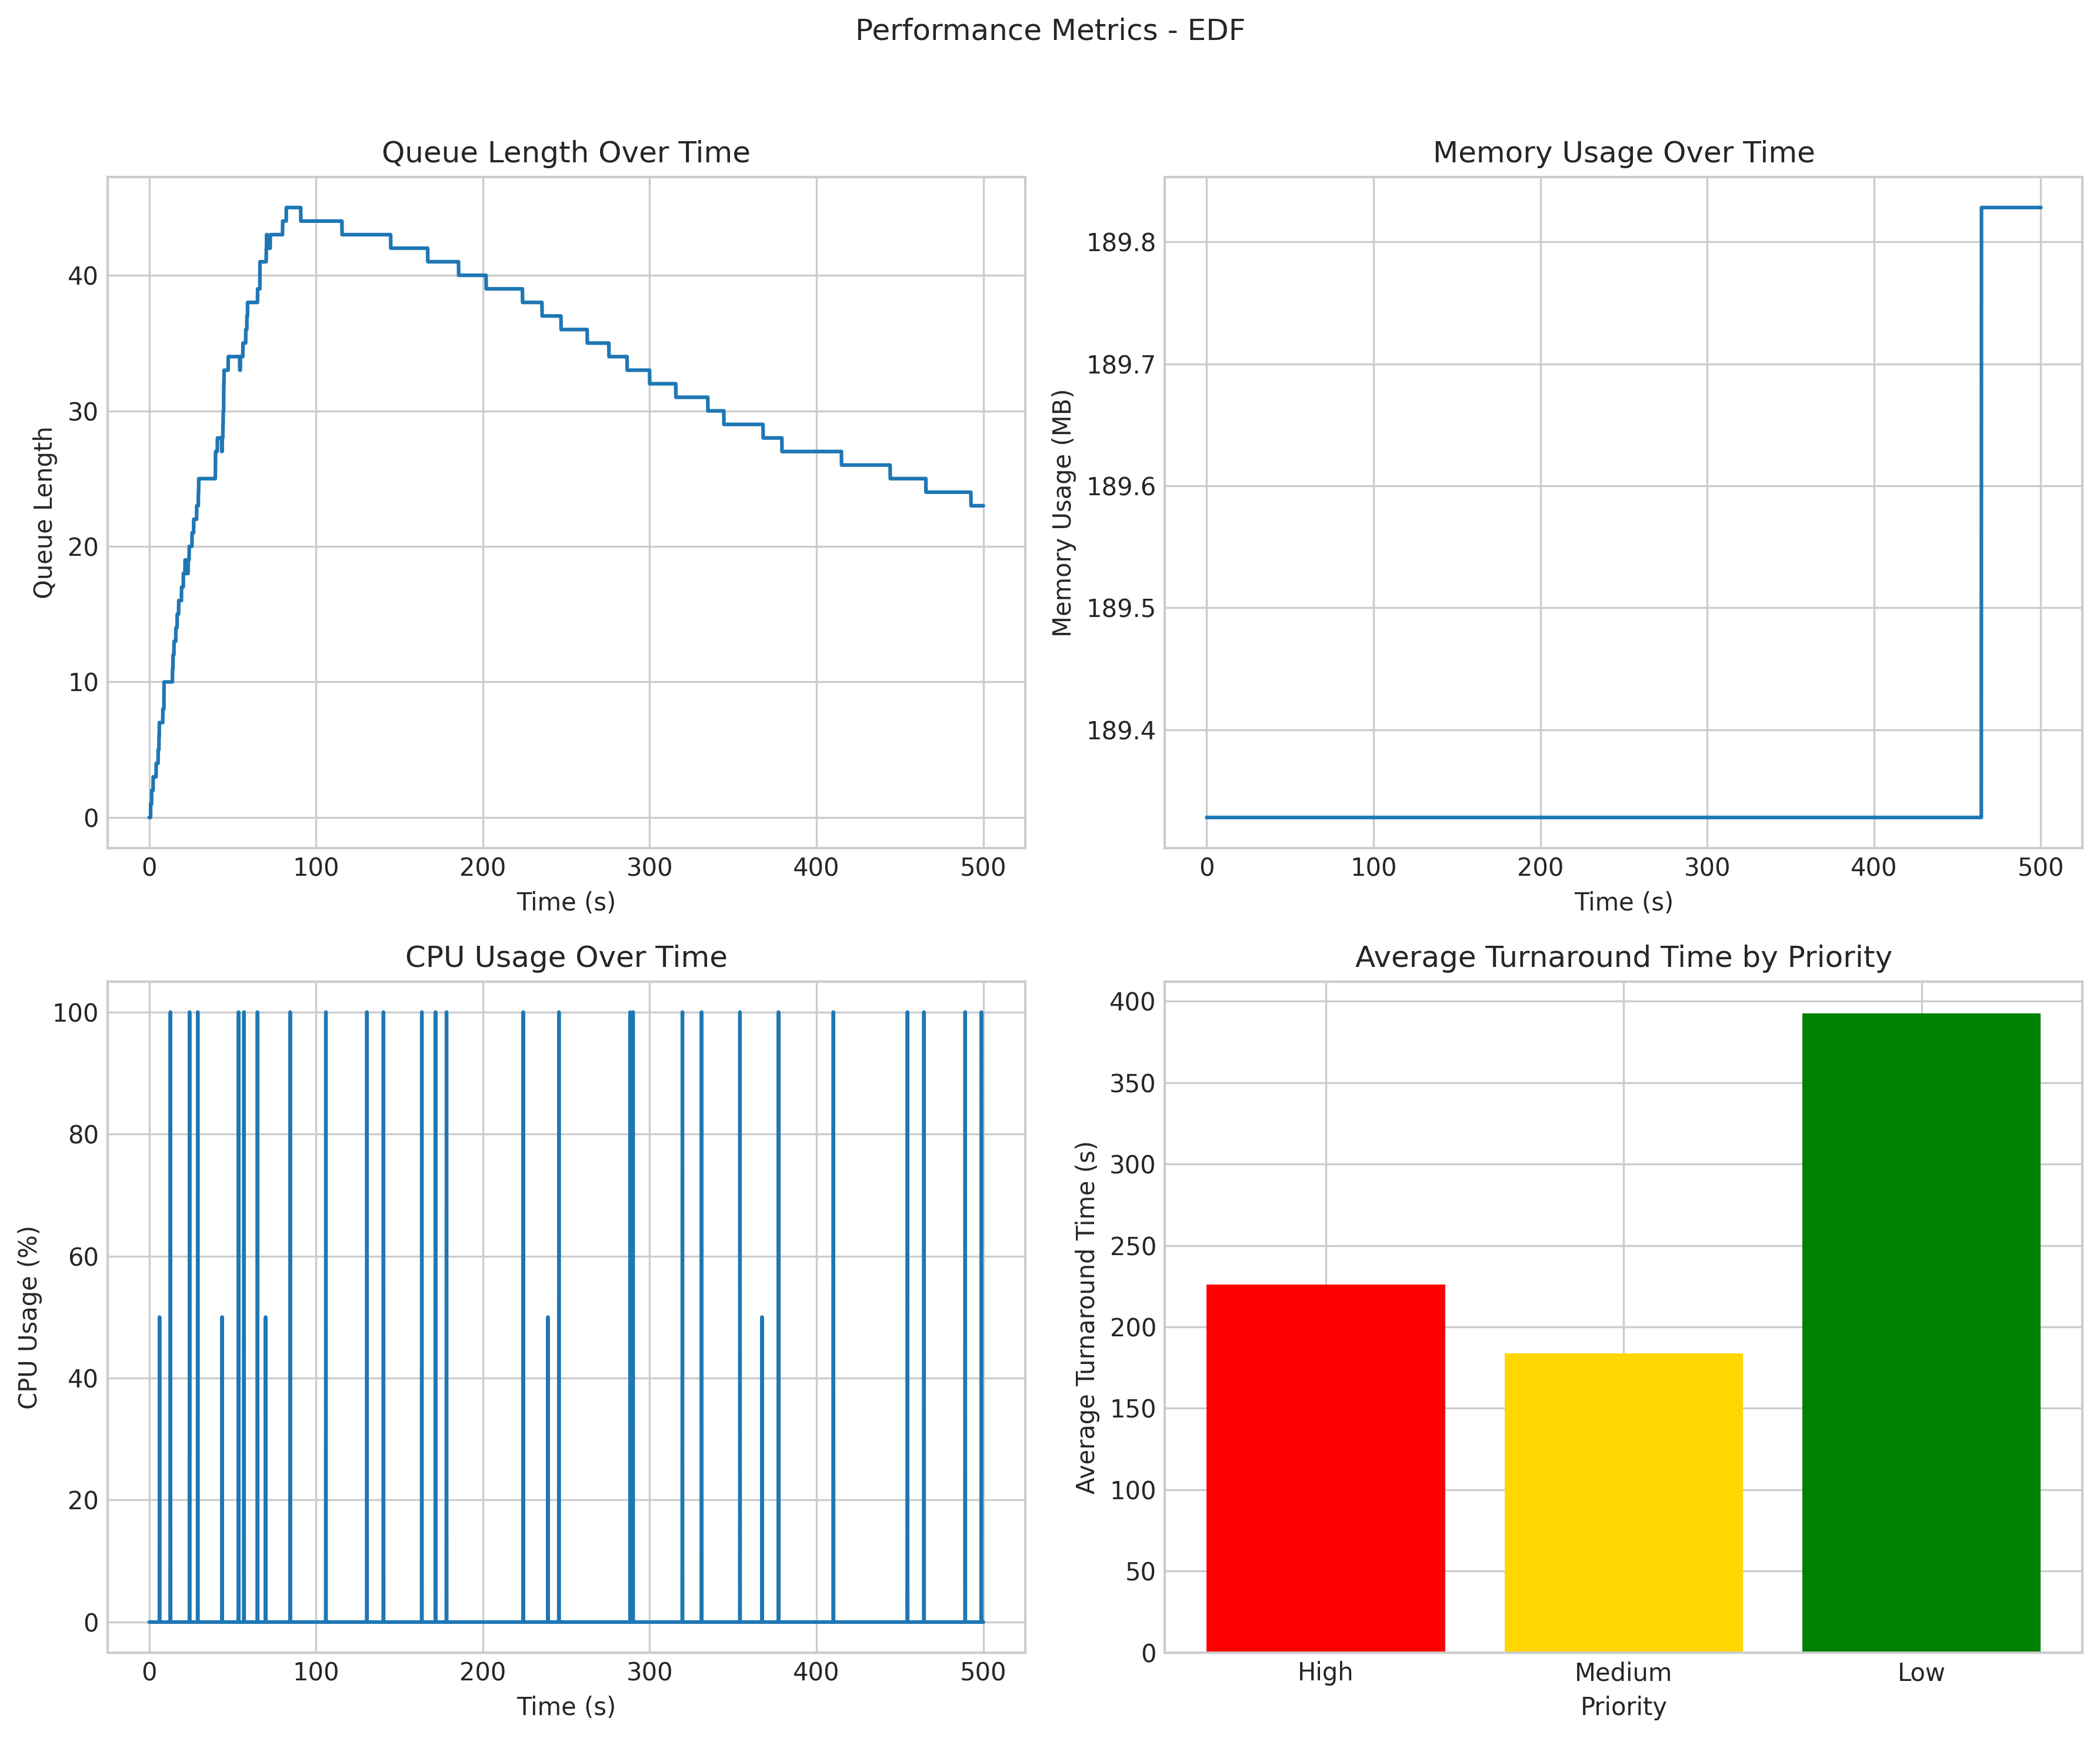 Performance Metrics - EDF
Queue Length Over Time
Queue Length
40
30
20
10
0
0 100 200 300 400 500
Time (s)
Memory Usage Over Time
Memory Usage (MB)
189.8
189.7
189.6
189.5
189.4
0 100 200 300 400 500
Time (s)
CPU Usage Over Time
CPU Usage (%)
100
80
60
40
20
0
0 100 200 300 400 500
Time (s)
Average Turnaround Time by Priority
Average Turnaround Time (s)
400
350
300
250
200
150
100
50
0
High Medium Low
Priority